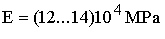 E = (12...14)10⁴ MPa